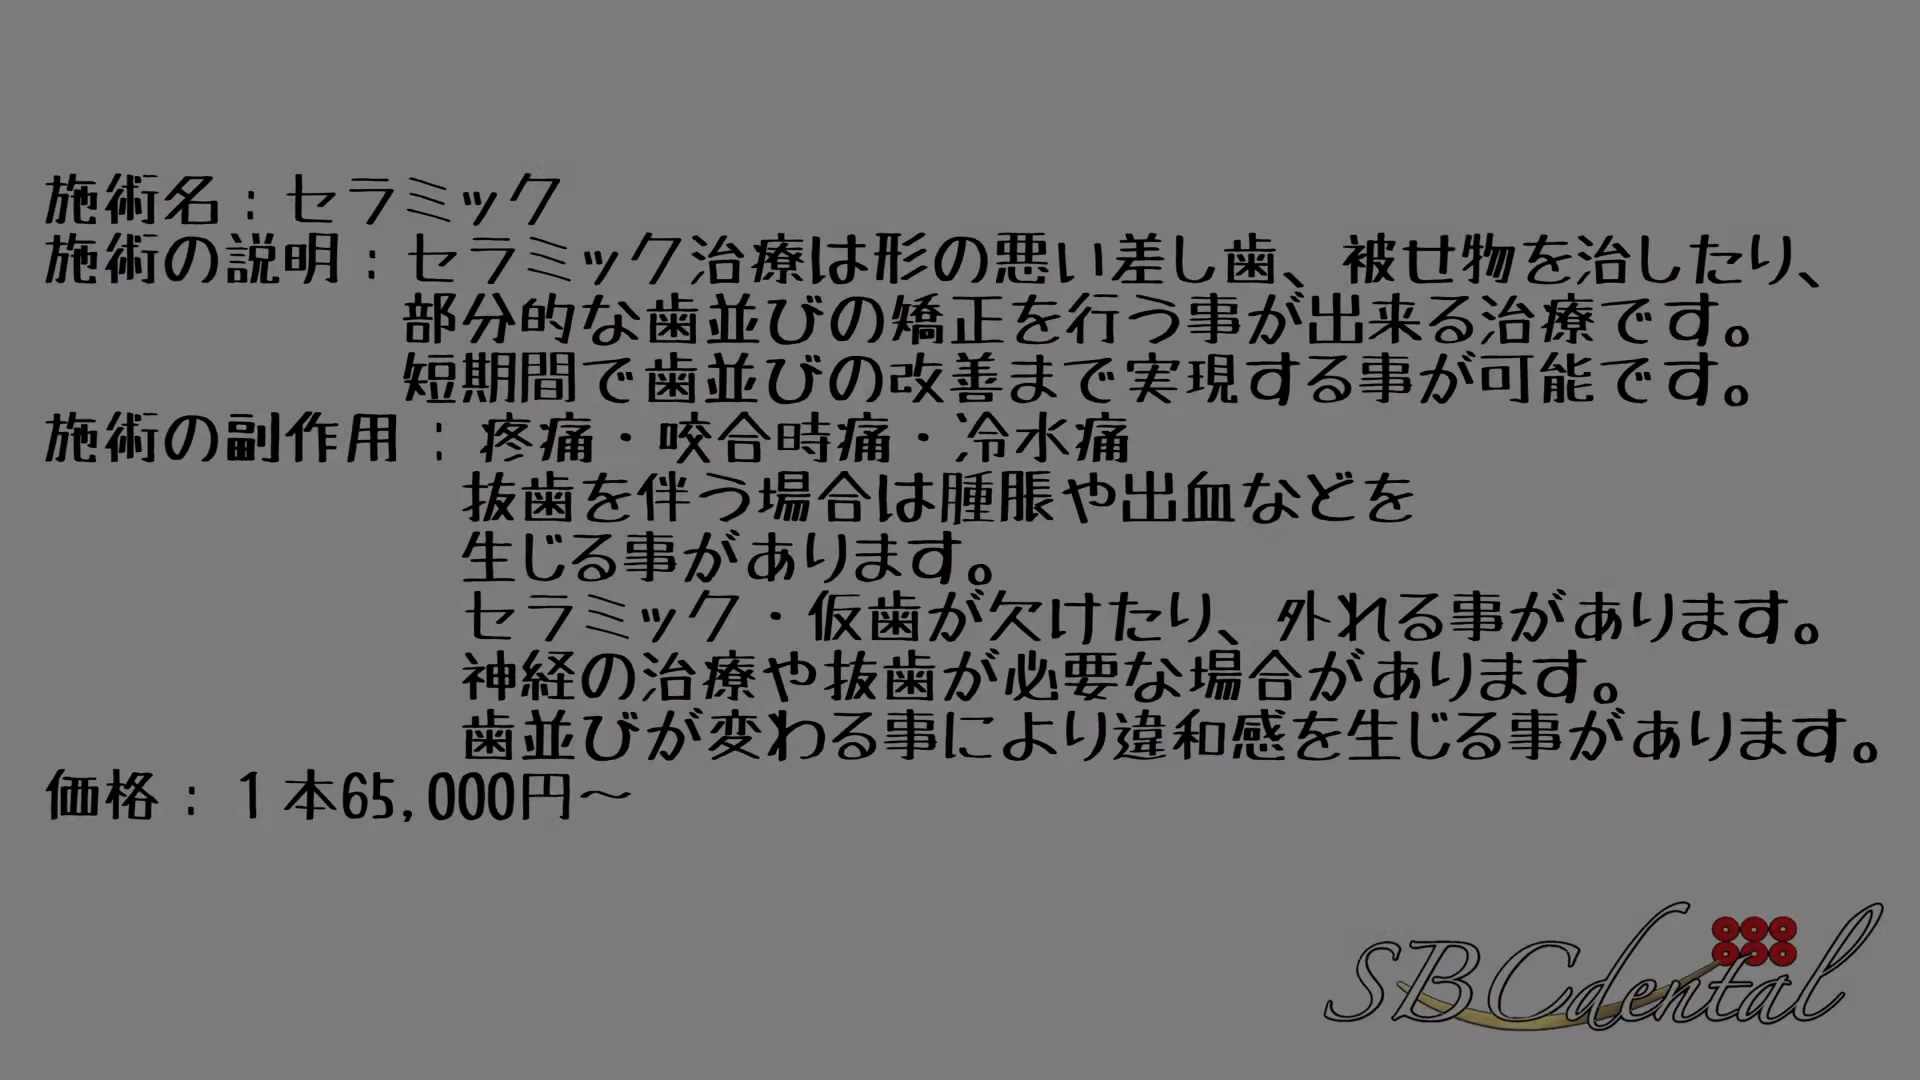 施術名：セラミック
施術の説明：セラミック治療は形の悪い差し歯、被せ物を治したり、
部分的な歯並びの矯正を行う事が出来る治療です。
短期間で歯並びの改善まで実現する事が可能です。
施術の副作用：疼痛・咬合時痛・冷水痛
抜歯を伴う場合は腫脹や出血などを
生じる事があります。
セラミック・仮歯が欠けたり、外れる事があります。
神経の治療や抜歯が必要な場合があります。
歯並びが変わる事により違和感を生じる事があります。
価格：１本65,000円～
SBCdental